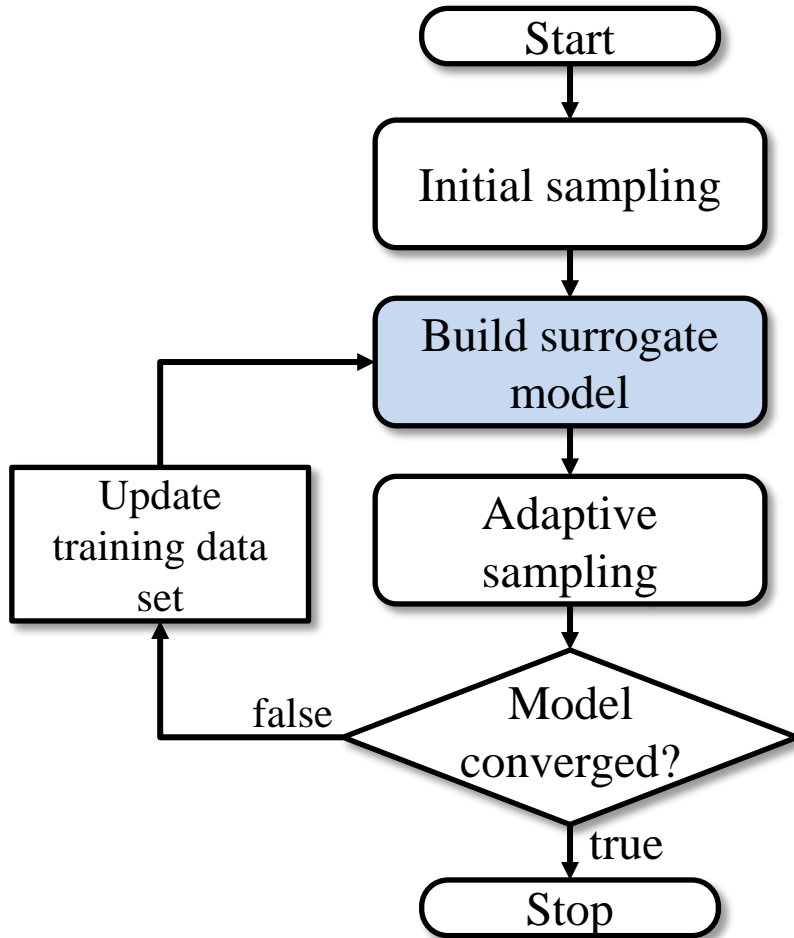 Start
Initial sampling
Build surrogate
model
Update
training data
set
Adaptive
sampling
false
Model
converged?
true
Stop